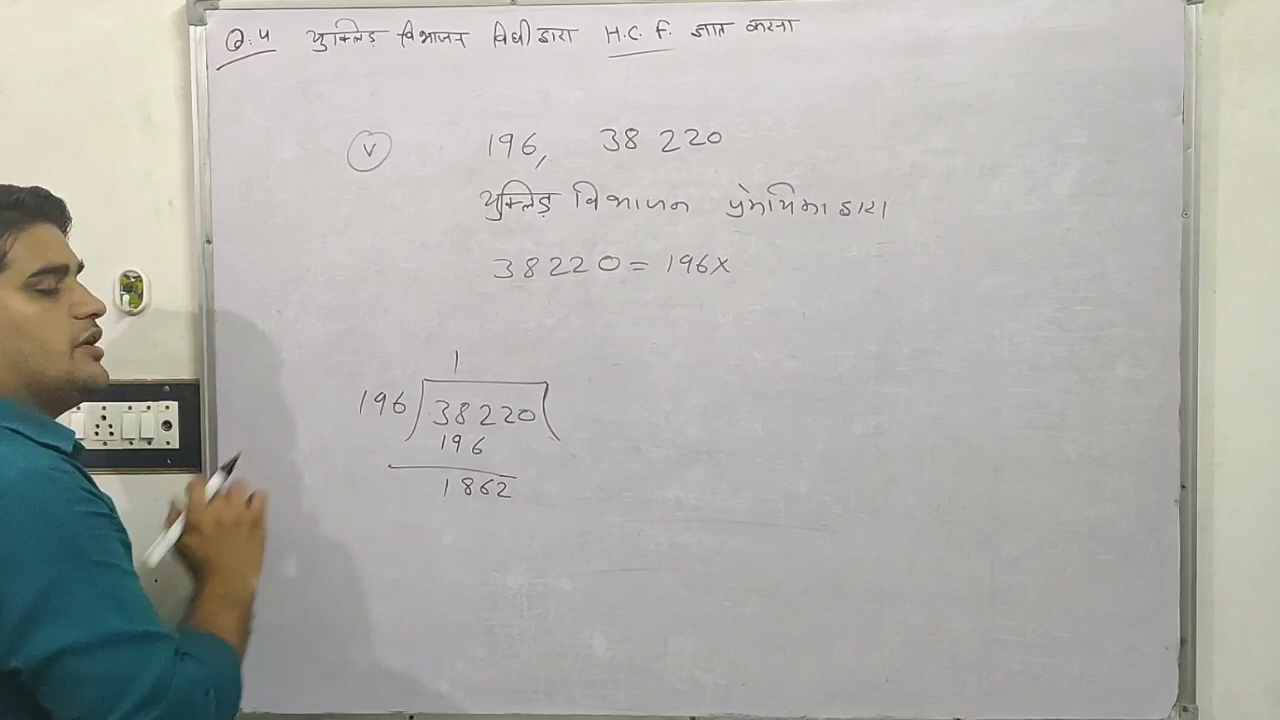 Q.4 युक्लिड विभाजन विधी द्वारा H.C.F. ज्ञात करना
(v) 196, 38220
युक्लिड विभाजन प्रमेयिका द्वारा
38220 = 196x
1
196 ) 38220 (
196
1862